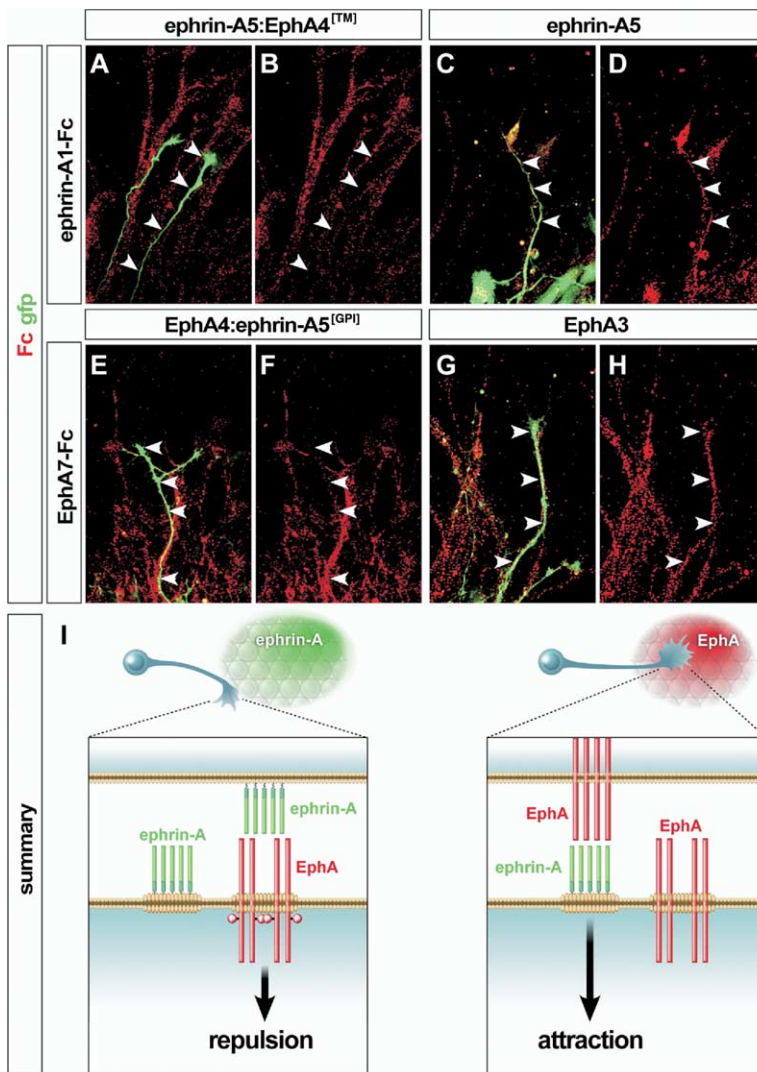 ephrin-A5:EphA4[TM]
ephrin-A5
Fc gfp
ephrin-A1-Fc
A
B
C
D
EphA4:ephrin-A5[GPI]
EphA3
EphA7-Fc
E
F
G
H
summary
I
ephrin-A
EphA
ephrin-A
ephrin-A
EphA
repulsion
EphA
EphA
ephrin-A
attraction